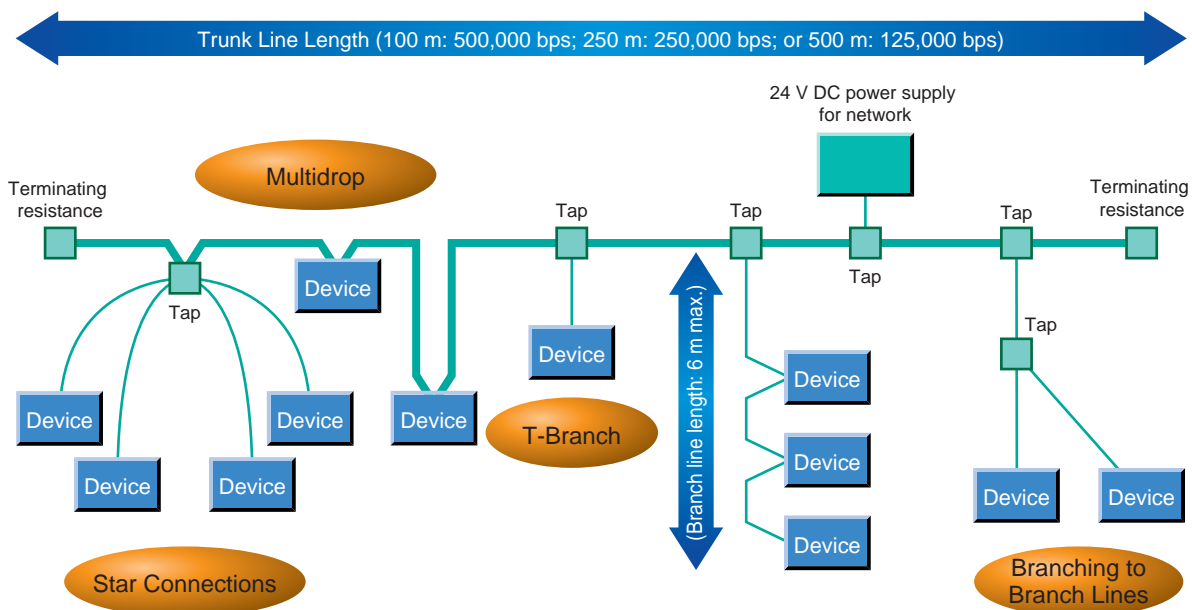 Trunk Line Length (100 m: 500,000 bps; 250 m: 250,000 bps; or 500 m: 125,000 bps)
24 V DC power supply
for network
Multidrop
Terminating
resistance
Tap
Tap
Tap
Terminating
resistance
Tap
Device
Tap
Tap
Device
Device
Device
Device
Device
Device
Device
T-Branch
(Branch line length: 6 m max.)
Device
Device
Device
Device
Device
Device
Star Connections
Branching to
Branch Lines